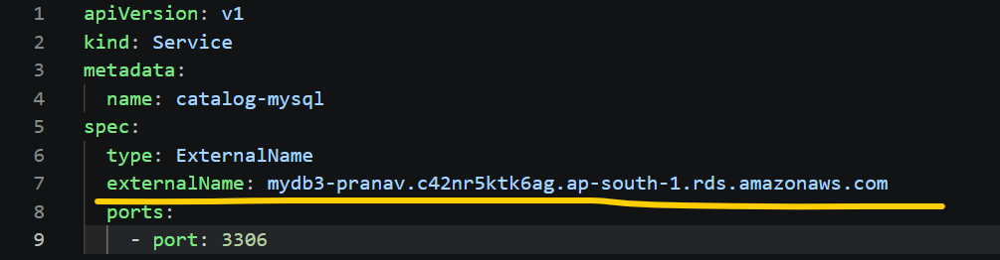 1 apiVersion: v1
2 kind: Service
3 metadata:
4 name: catalog-mysql
5 spec:
6 type: ExternalName
7 externalName: mydb3-pranav.c42nr5ktk6ag.ap-south-1.rds.amazonaws.com
8 ports:
9 - port: 3306